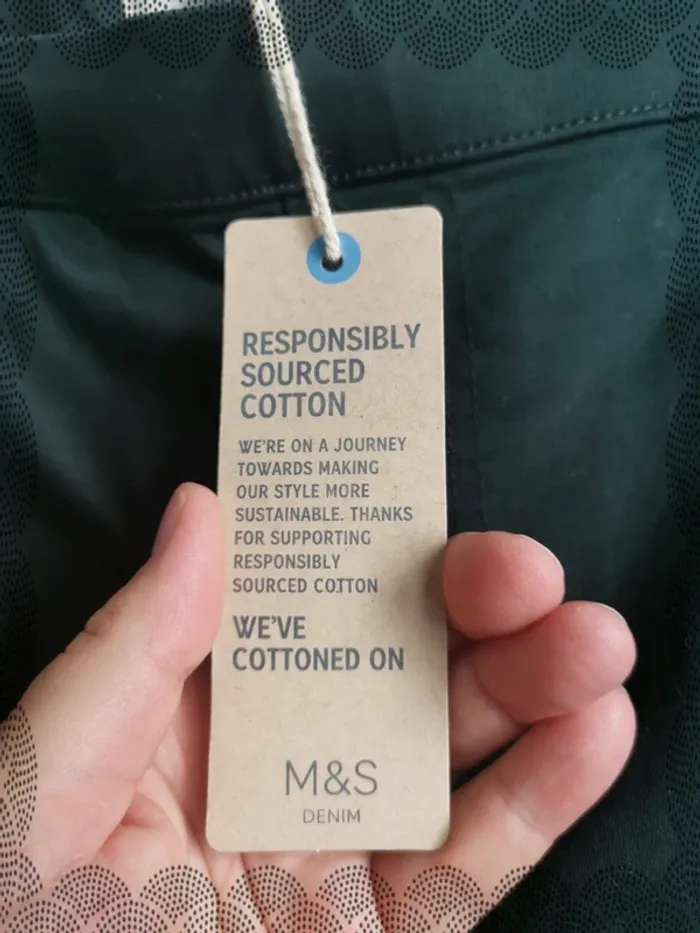 RESPONSIBLY
SOURCED
COTTON
WE'RE ON A JOURNEY
TOWARDS MAKING
OUR STYLE MORE
SUSTAINABLE. THANKS
FOR SUPPORTING
RESPONSIBLY
SOURCED COTTON
WE'VE
COTTONED ON
M&S
DENIM